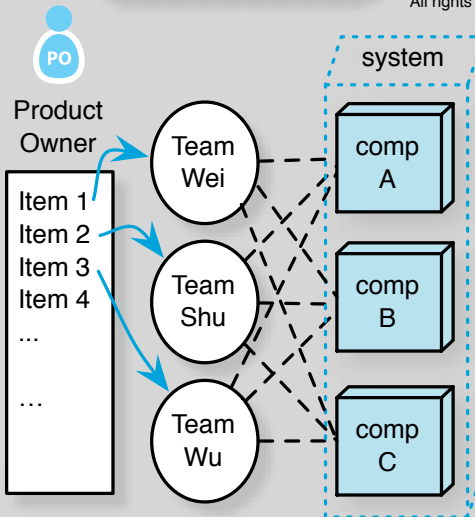 All rights
PO
system
Product
Owner
Item 1
Item 2
Item 3
Item 4
...
...
Team
Wei
Team
Shu
Team
Wu
comp
A
comp
B
comp
C